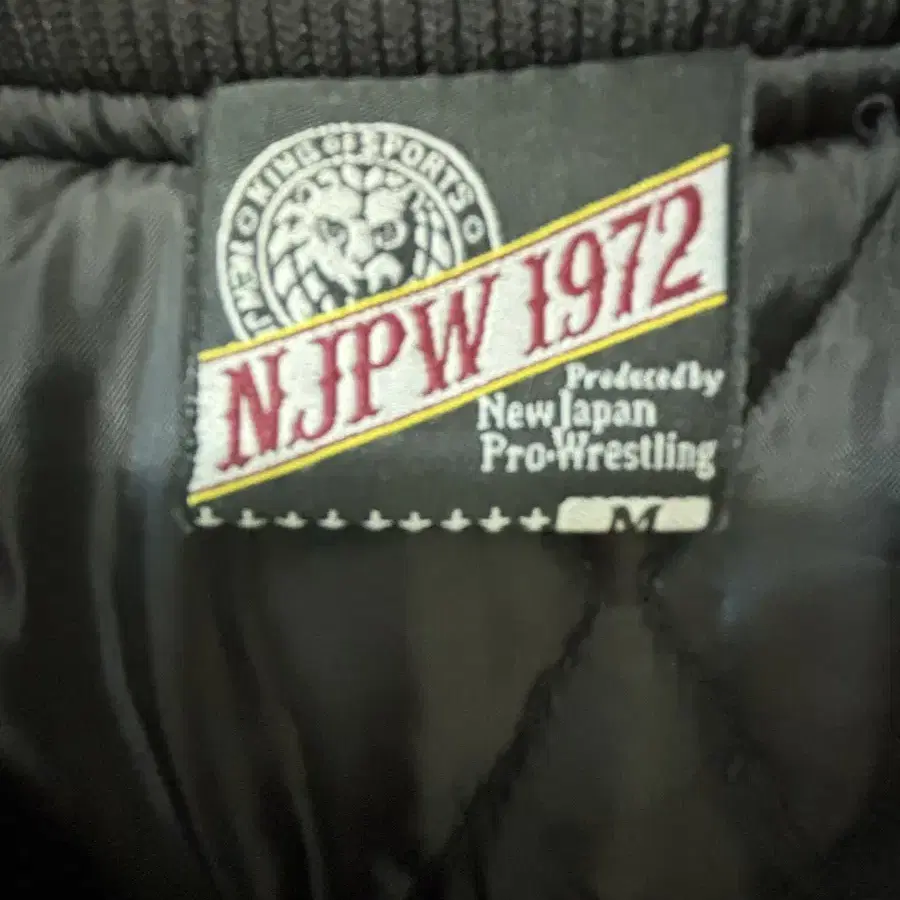 KING OF SPORTS
NJPW 1972
Produced by
New Japan
Pro-Wrestling
M